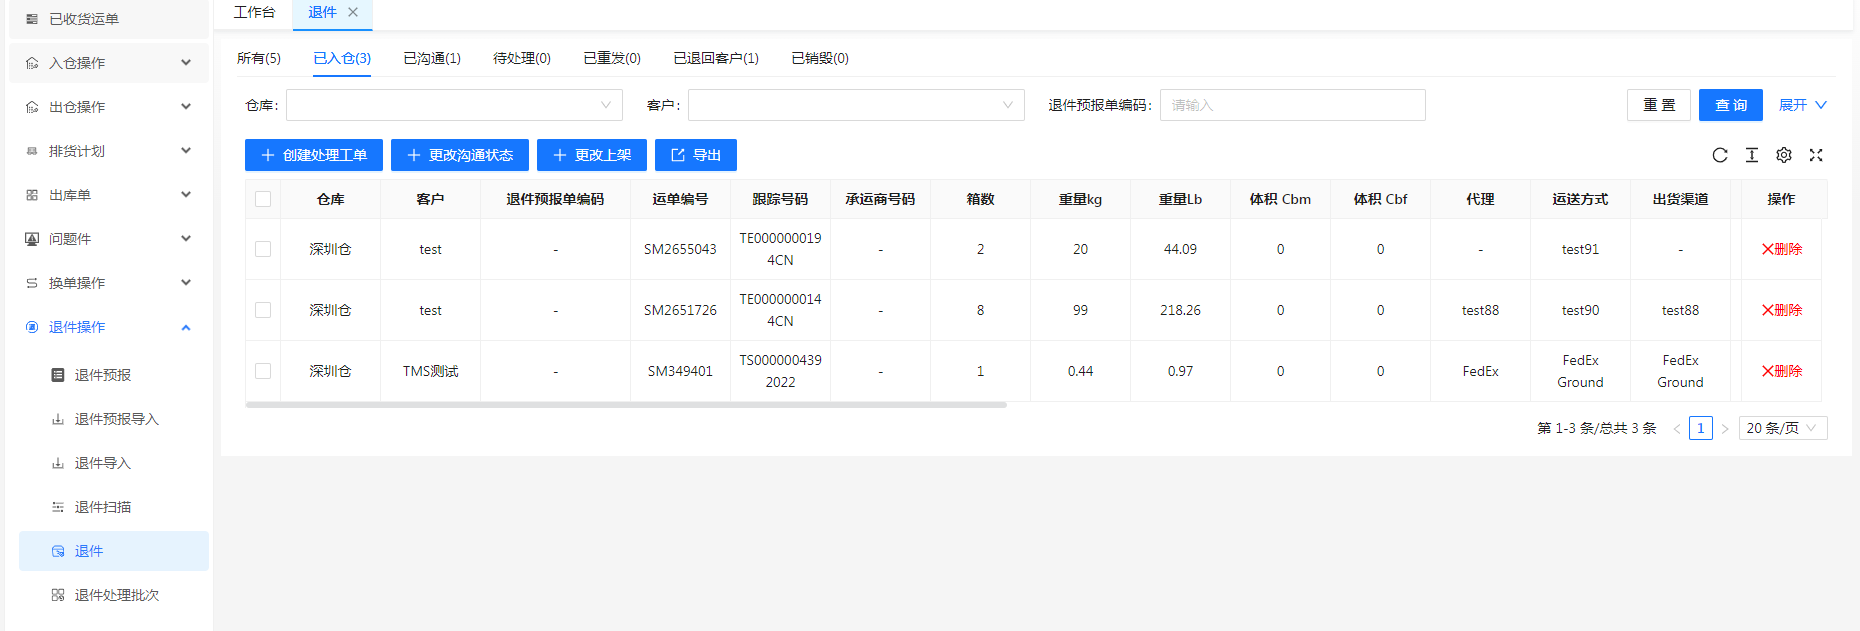 已收货运单
入仓操作
出仓操作
排货计划
出库单
问题件
换单操作
退件操作
退件预报
退件预报导入
退件导入
退件扫描
退件
退件处理批次
工作台 退件
所有(5) 已入仓(3) 已沟通(1) 待处理(0) 已重发(0) 已退回客户(1) 已销毁(0)
仓库: 客户: 退件预报单编码: 请输入 重 置 查 询 展开
创建处理工单 更改沟通状态 更改上架 导出
仓库 客户 退件预报单编码 运单编号 跟踪号码 承运商号码 箱数 重量kg 重量Lb 体积 Cbm 体积 Cbf 代理 运送方式 出货渠道 操作
深圳仓 test - SM2655043 TE0000000194CN - 2 20 44.09 0 0 - test91 - 删除
深圳仓 test - SM2651726 TE0000000144CN - 8 99 218.26 0 0 test88 test90 test88 删除
深圳仓 TMS测试 - SM349401 TS0000004392022 - 1 0.44 0.97 0 0 FedEx FedEx Ground FedEx Ground 删除
第 1-3 条/总共 3 条 < 1 > 20 条/页